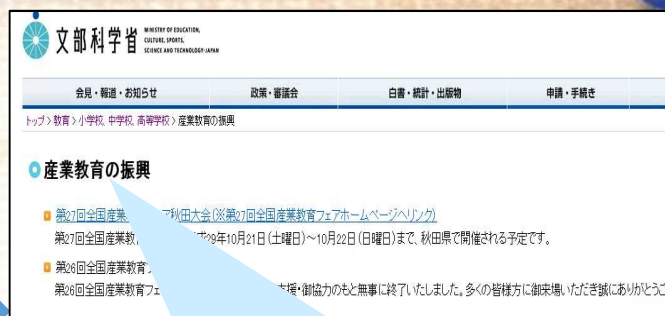 文部科学省
MINISTRY OF EDUCATION,
CULTURE, SPORTS,
SCIENCE AND TECHNOLOGY-JAPAN
会見・報道・お知らせ 政策・審議会 白書・統計・出版物 申請・手続き
トップ > 教育 > 小学校、中学校、高等学校 > 産業教育の振興
産業教育の振興
第27回全国産業 フェア秋田大会(※第27回全国産業教育フェアホームページへリンク)
第27回全国産業教 29年10月21日(土曜日)~10月22日(日曜日)まで、秋田県で開催される予定です。
第26回全国産業教育
第26回全国産業教育フェ 支援・御協力のもと無事に終了いたしました。多くの皆様方に御来場いただき誠にありがとうご